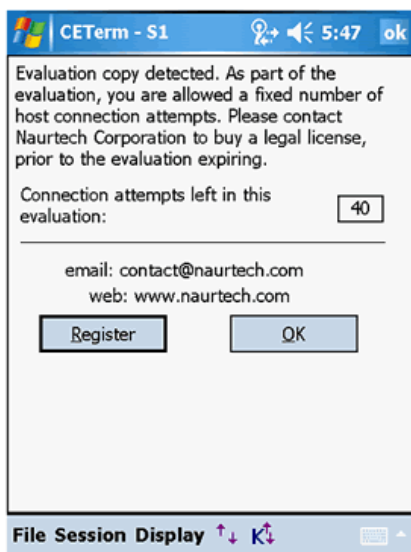 CETerm - S1 5:47 ok
Evaluation copy detected. As part of the
evaluation, you are allowed a fixed number of
host connection attempts. Please contact
Naurtech Corporation to buy a legal license,
prior to the evaluation expiring.
Connection attempts left in this
evaluation: 40
email: contact@naurtech.com
web: www.naurtech.com
Register OK
File Session Display K